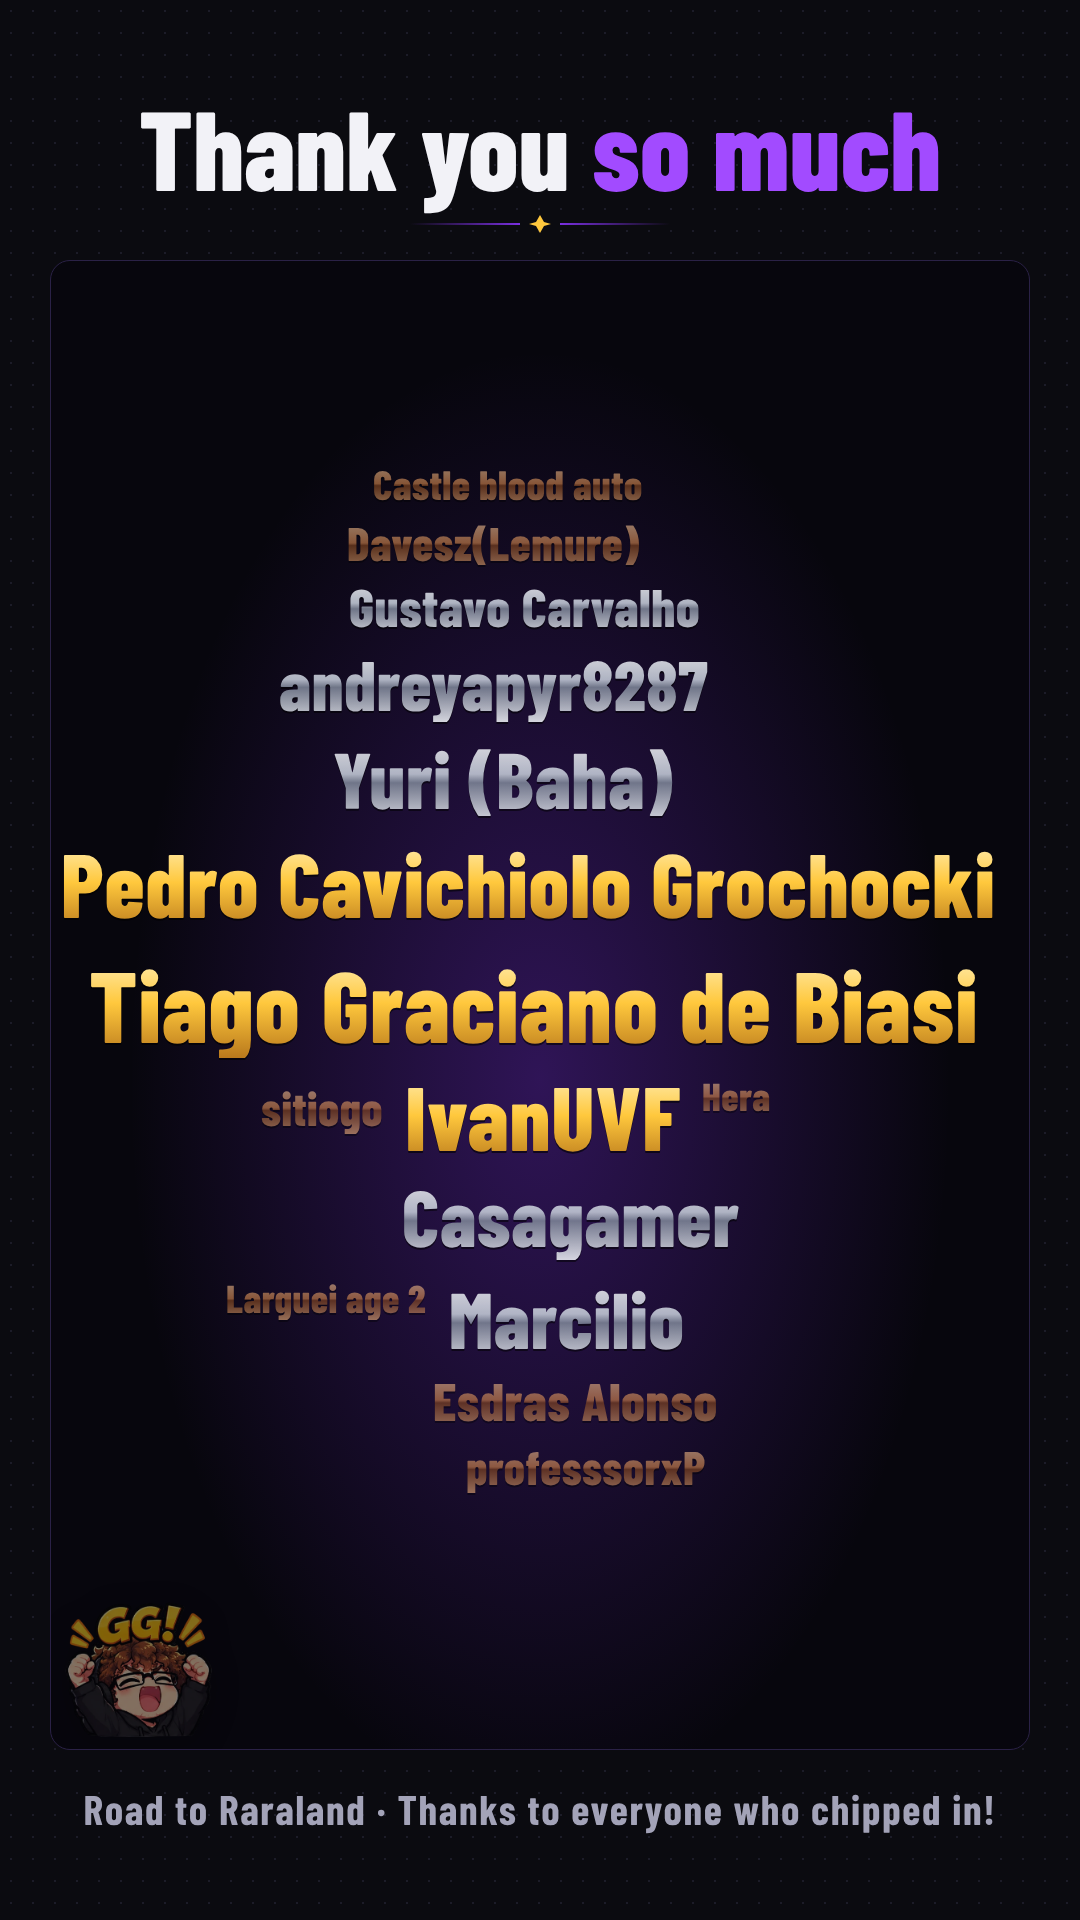 Thank you so much
Castle blood auto
Davesz(Lemure)
Gustavo Carvalho
andreyapyr8287
Yuri (Baha)
Pedro Cavichiolo Grochocki
Tiago Graciano de Biasi
sitiogo IvanUVF Hera
Casagamer
Larguei age 2 Marcilio
Esdras Alonso
professsorxP
GG!
Road to Raraland · Thanks to everyone who chipped in!